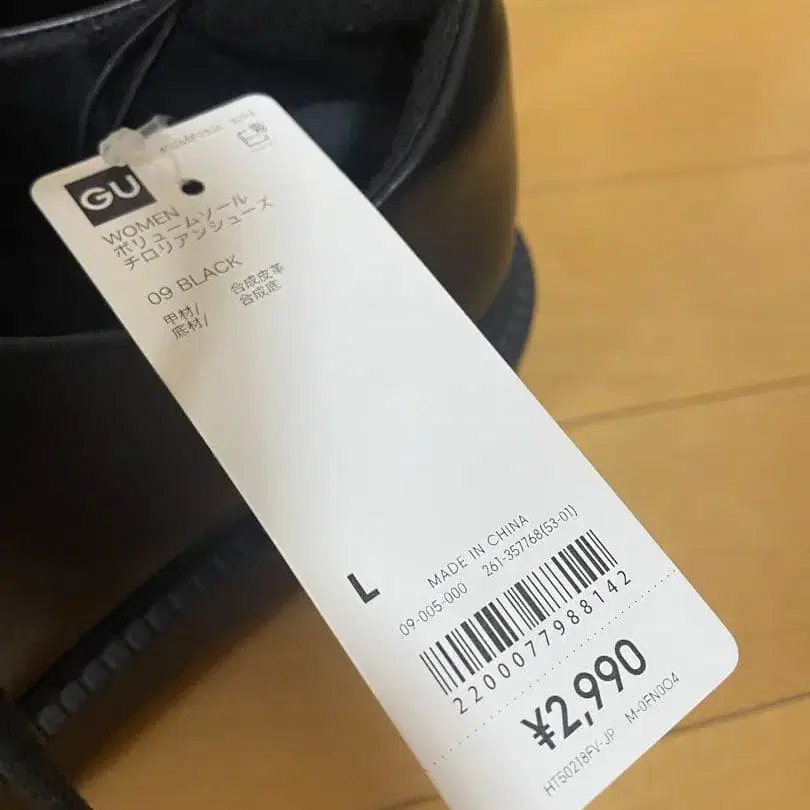 GU
WOMEN
ボリュームソール
チロリアンシューズ
09 BLACK
甲材/ 合成皮革
底材/ 合成底
L
MADE IN CHINA
09-005-000 261-357768(53-01)
2200077988142
¥2,990
HT50218FV-JP M-0FN004